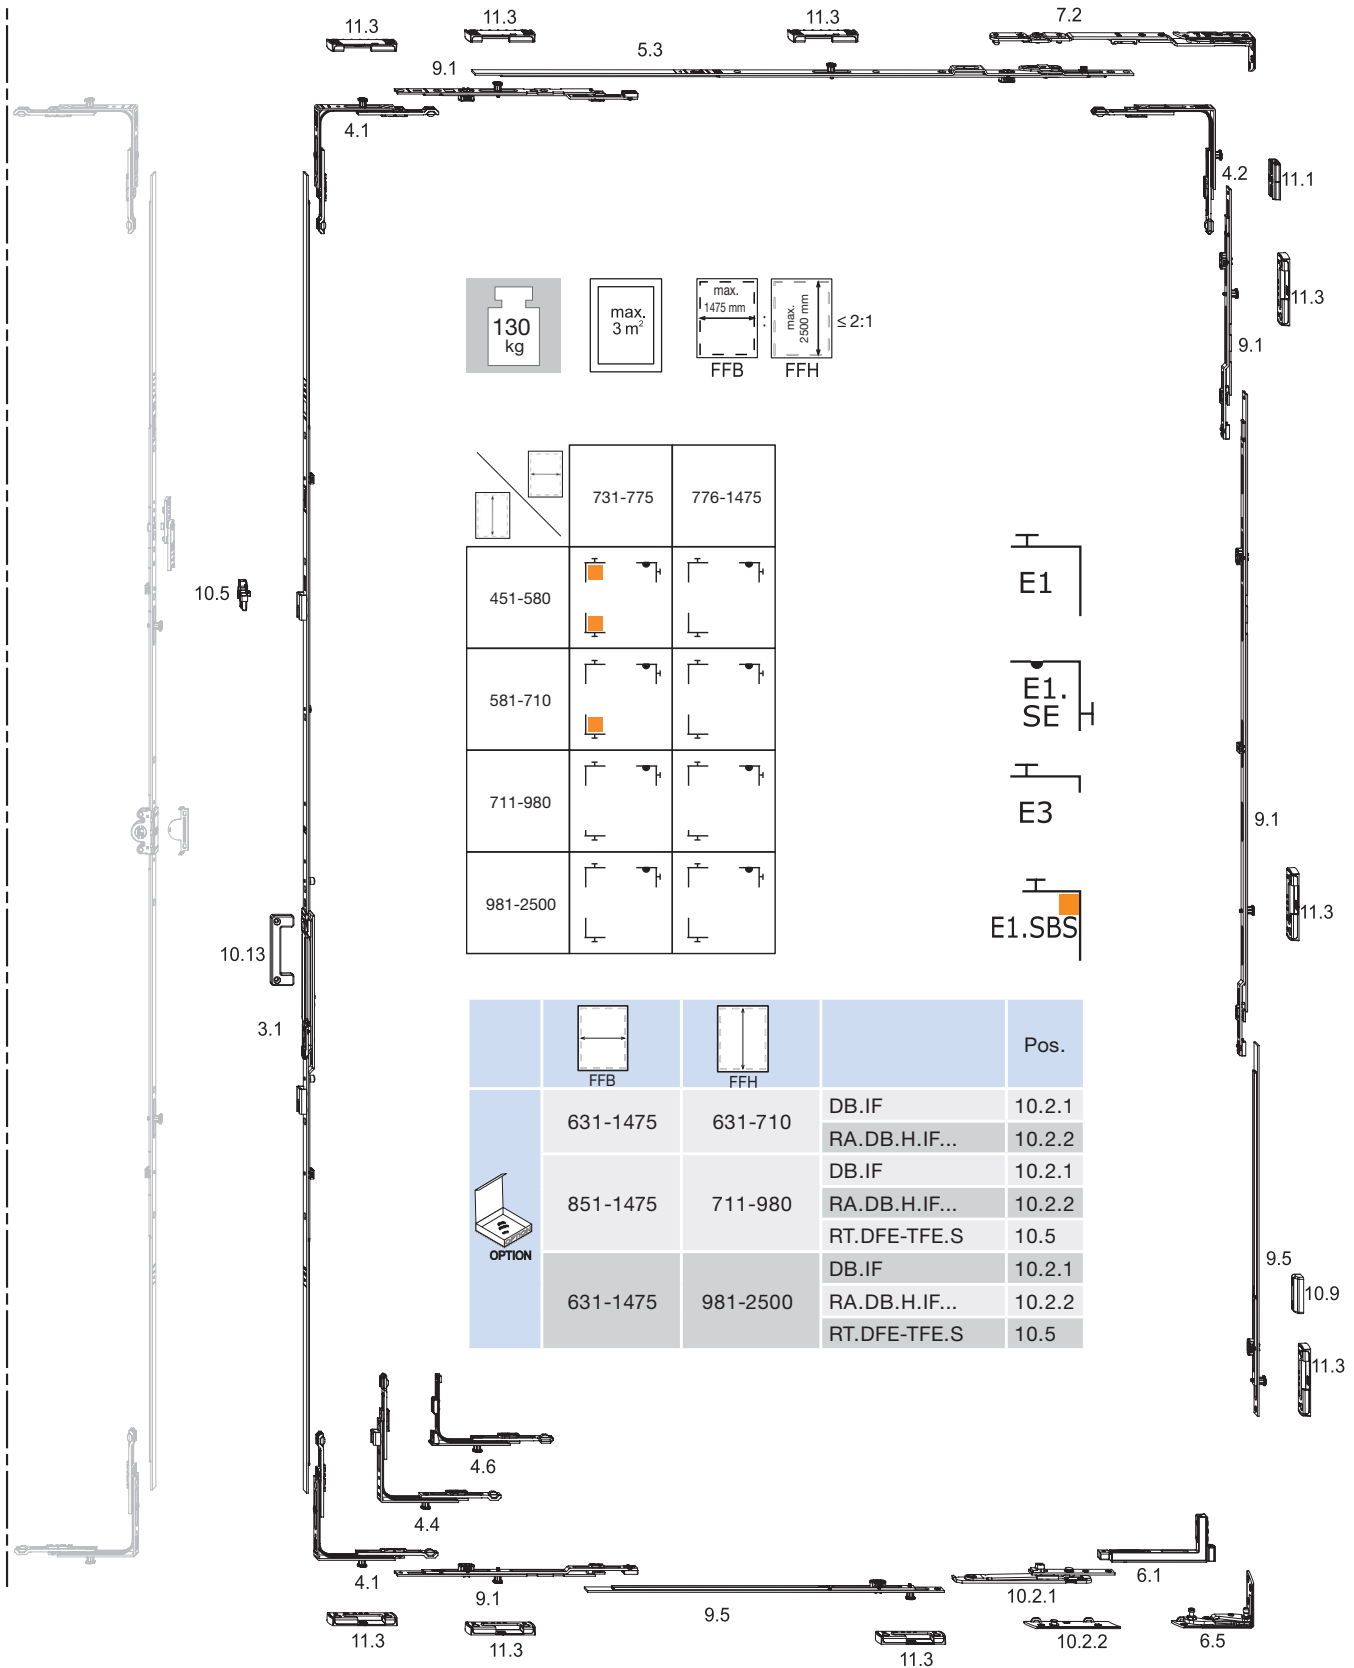 11.3
11.3
11.3
7.2
5.3
9.1
4.1
4.2
11.1
11.3
9.1
130
kg
max.
3 m²
max.
1475 mm
FFB
:
max.
2500 mm
FFH
≤ 2:1
731-775
776-1475
451-580
581-710
711-980
981-2500
E1
E1.
SE
E3
E1.SBS
10.5
9.1
11.3
10.13
3.1
FFB
FFH
Pos.
631-1475
631-710
DB.IF
10.2.1
RA.DB.H.IF...
10.2.2
851-1475
711-980
DB.IF
10.2.1
RA.DB.H.IF...
10.2.2
RT.DFE-TFE.S
10.5
OPTION
631-1475
981-2500
DB.IF
10.2.1
RA.DB.H.IF...
10.2.2
RT.DFE-TFE.S
10.5
9.5
10.9
11.3
4.6
4.4
4.1
9.1
9.5
10.2.1
6.1
11.3
11.3
11.3
10.2.2
6.5